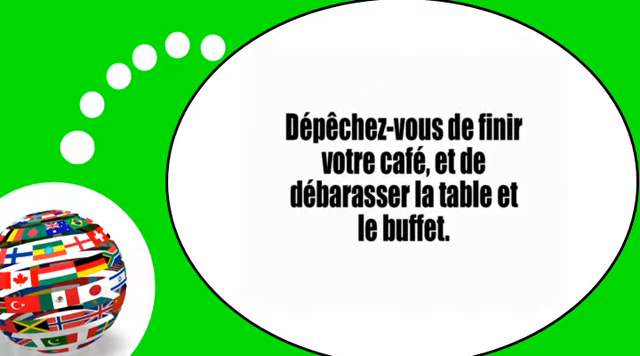 Dépêchez-vous de finir
votre café, et de
débarasser la table et
le buffet.